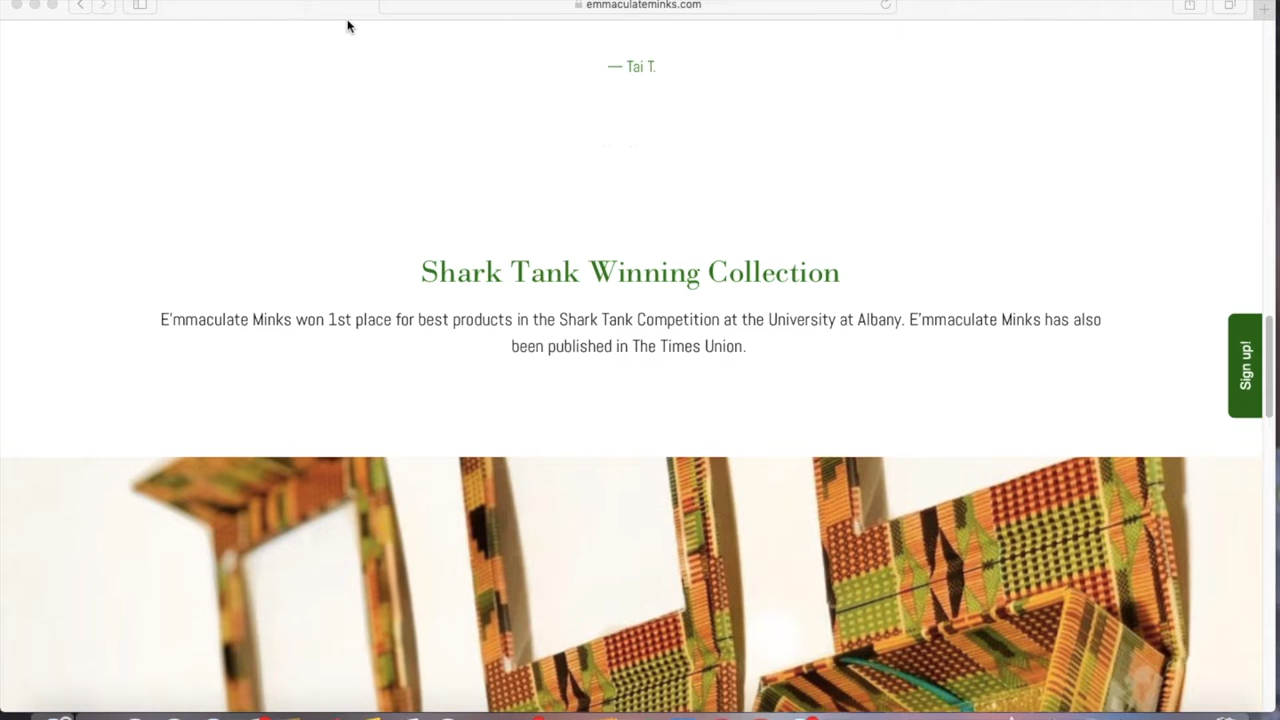 emmaculateminks.com
— Tai T.
Shark Tank Winning Collection
E'mmaculate Minks won 1st place for best products in the Shark Tank Competition at the University at Albany. E'mmaculate Minks has also
been published in The Times Union.
Sign up!